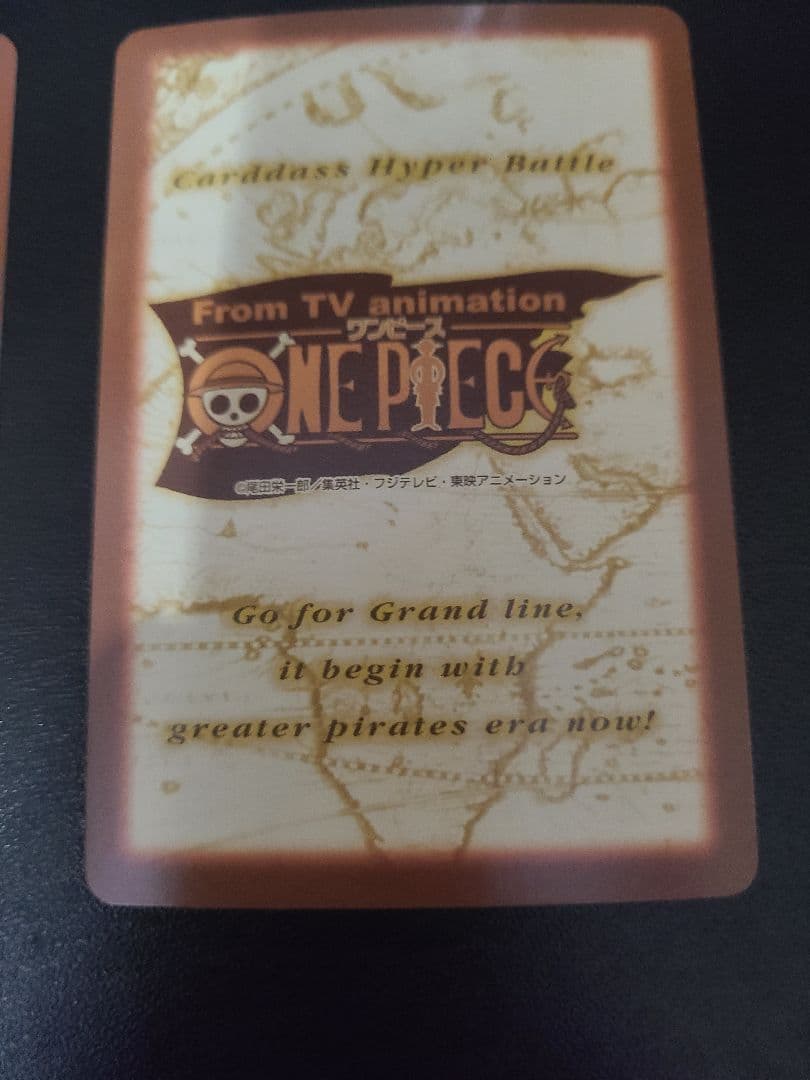 Carddass Hyper Battle
From TV animation
ワンピース
ONE PIECE
©尾田栄一郎/集英社・フジテレビ・東映アニメーション
Go for Grand line,
it begin with
greater pirates era now!